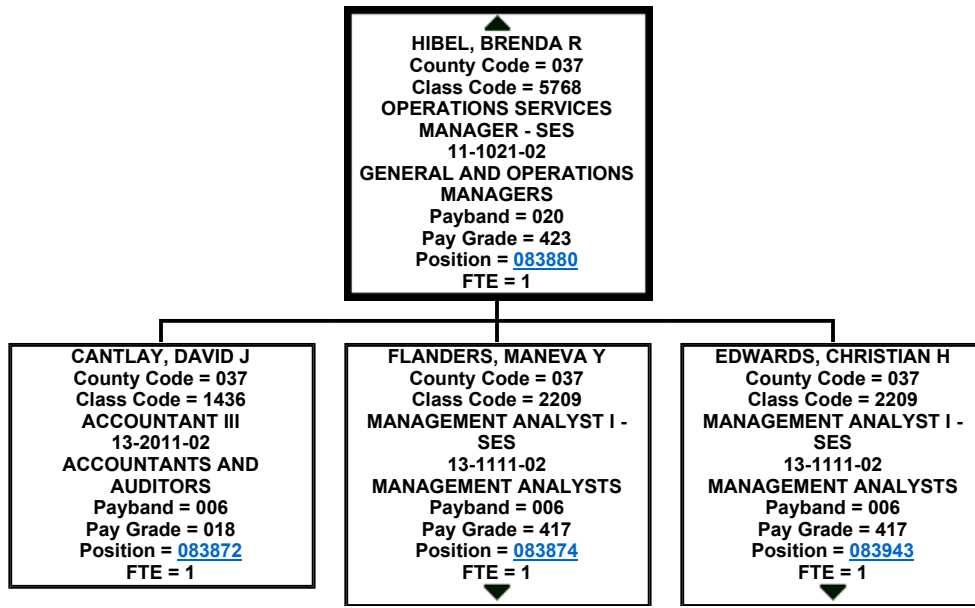 HIBEL, BRENDA R
County Code = 037
Class Code = 5768
OPERATIONS SERVICES
MANAGER - SES
11-1021-02
GENERAL AND OPERATIONS
MANAGERS
Payband = 020
Pay Grade = 423
Position = 083880
FTE = 1
CANTLAY, DAVID J
County Code = 037
Class Code = 1436
ACCOUNTANT III
13-2011-02
ACCOUNTANTS AND
AUDITORS
Payband = 006
Pay Grade = 018
Position = 083872
FTE = 1
FLANDERS, MANEVA Y
County Code = 037
Class Code = 2209
MANAGEMENT ANALYST I -
SES
13-1111-02
MANAGEMENT ANALYSTS
Payband = 006
Pay Grade = 417
Position = 083874
FTE = 1
EDWARDS, CHRISTIAN H
County Code = 037
Class Code = 2209
MANAGEMENT ANALYST I -
SES
13-1111-02
MANAGEMENT ANALYSTS
Payband = 006
Pay Grade = 417
Position = 083943
FTE = 1